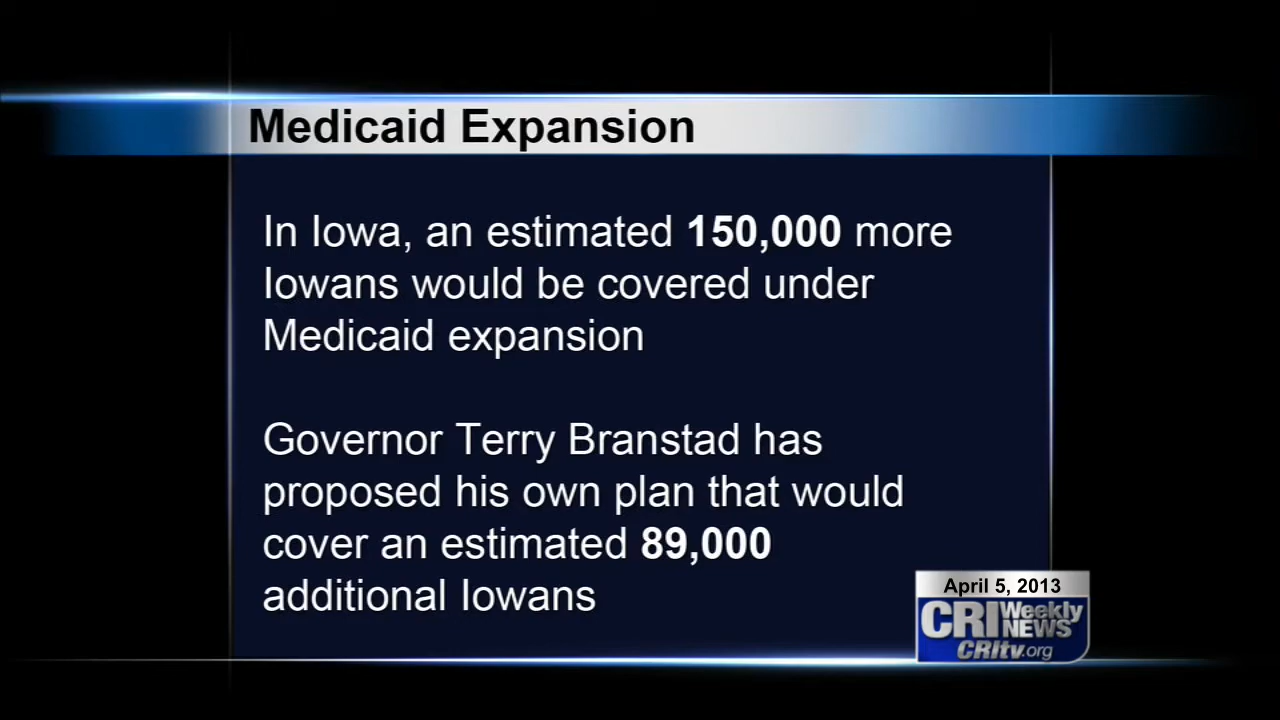 Medicaid Expansion
In Iowa, an estimated 150,000 more
Iowans would be covered under
Medicaid expansion
Governor Terry Branstad has
proposed his own plan that would
cover an estimated 89,000
additional Iowans
April 5, 2013
CRI Weekly
NEWS
CRItv.org